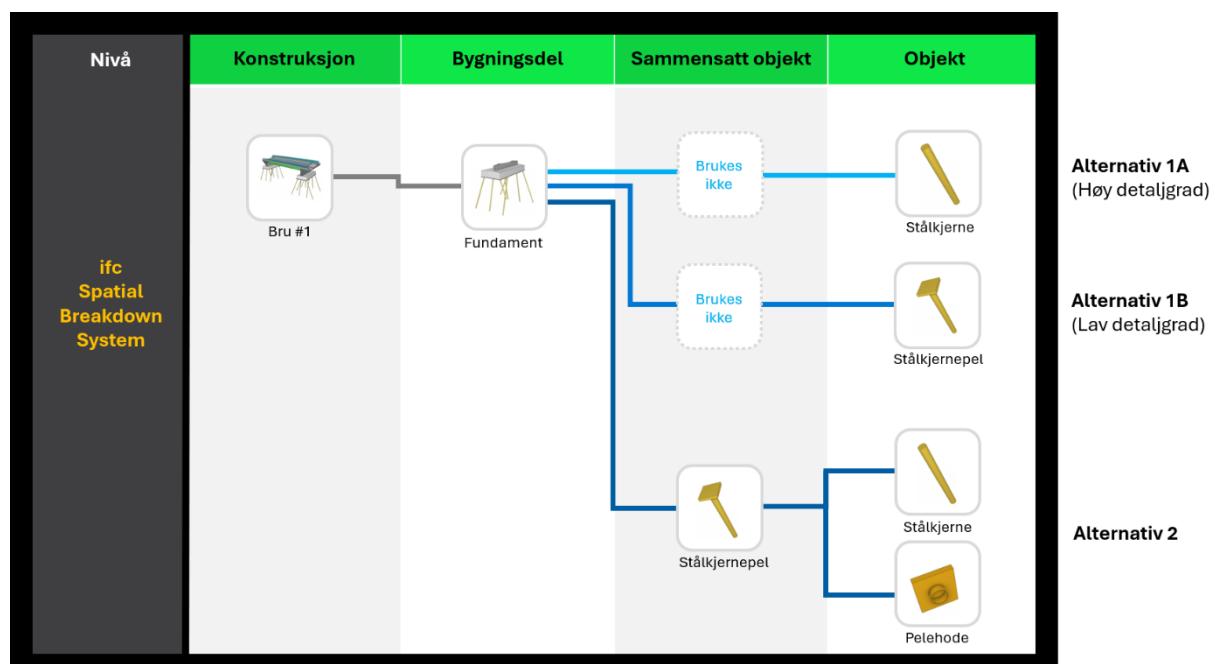 Nivå
Konstruksjon
Bygningsdel
Sammensatt objekt
Objekt
ifc
Spatial
Breakdown
System
Bru #1
Fundament
Brukes
ikke
Stålkjerne
Alternativ 1A
(Høy detaljgrad)
Brukes
ikke
Stålkjernepel
Alternativ 1B
(Lav detaljgrad)
Stålkjernepel
Stålkjerne
Pelehode
Alternativ 2